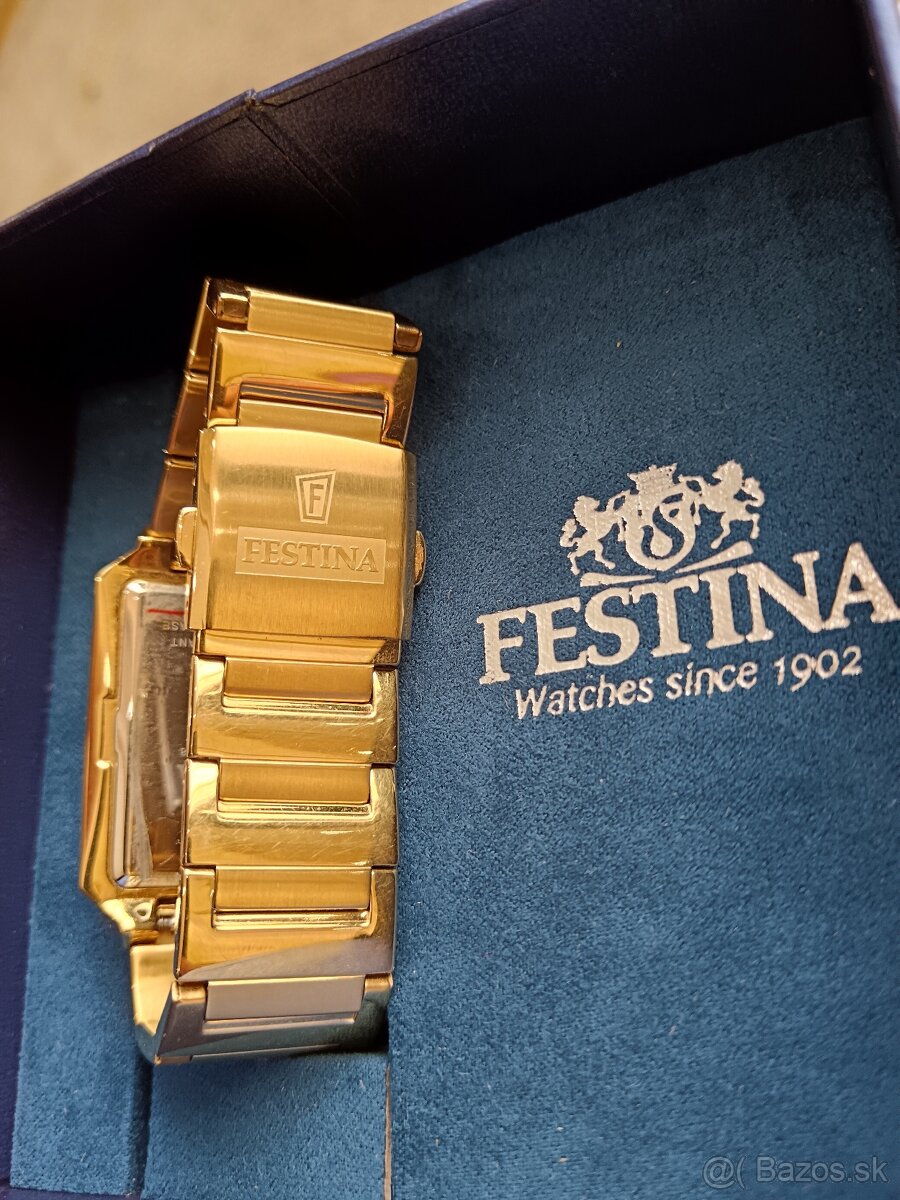 F
FESTINA
FESTINA
Watches since 1902
@( Bazos.sk